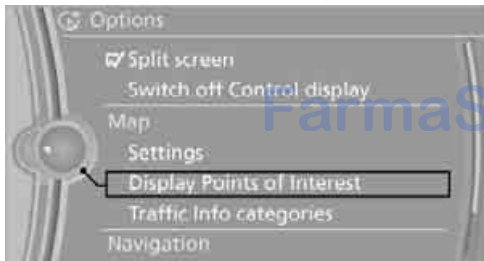 Options
Split screen
Switch off Control display
FarmaS
Map
Settings
Display Points of Interest
Traffic Info categories
Navigation